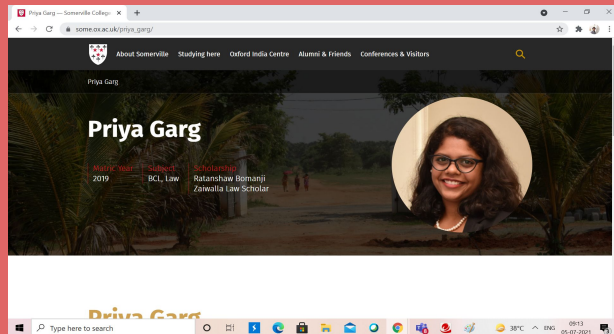 Priya Garg — Somerville College
some.ox.ac.uk/priya_garg/
About Somerville Studying here Oxford India Centre Alumni & Friends Conferences & Visitors
Priya Garg
Priya Garg
Matric year Subject Scholarship
2019 BCL, Law Ratanshaw Bomanji
Zaiwalla Law Scholar
Priya Garg
Type here to search
38°C ENG 09:13
05-07-2021